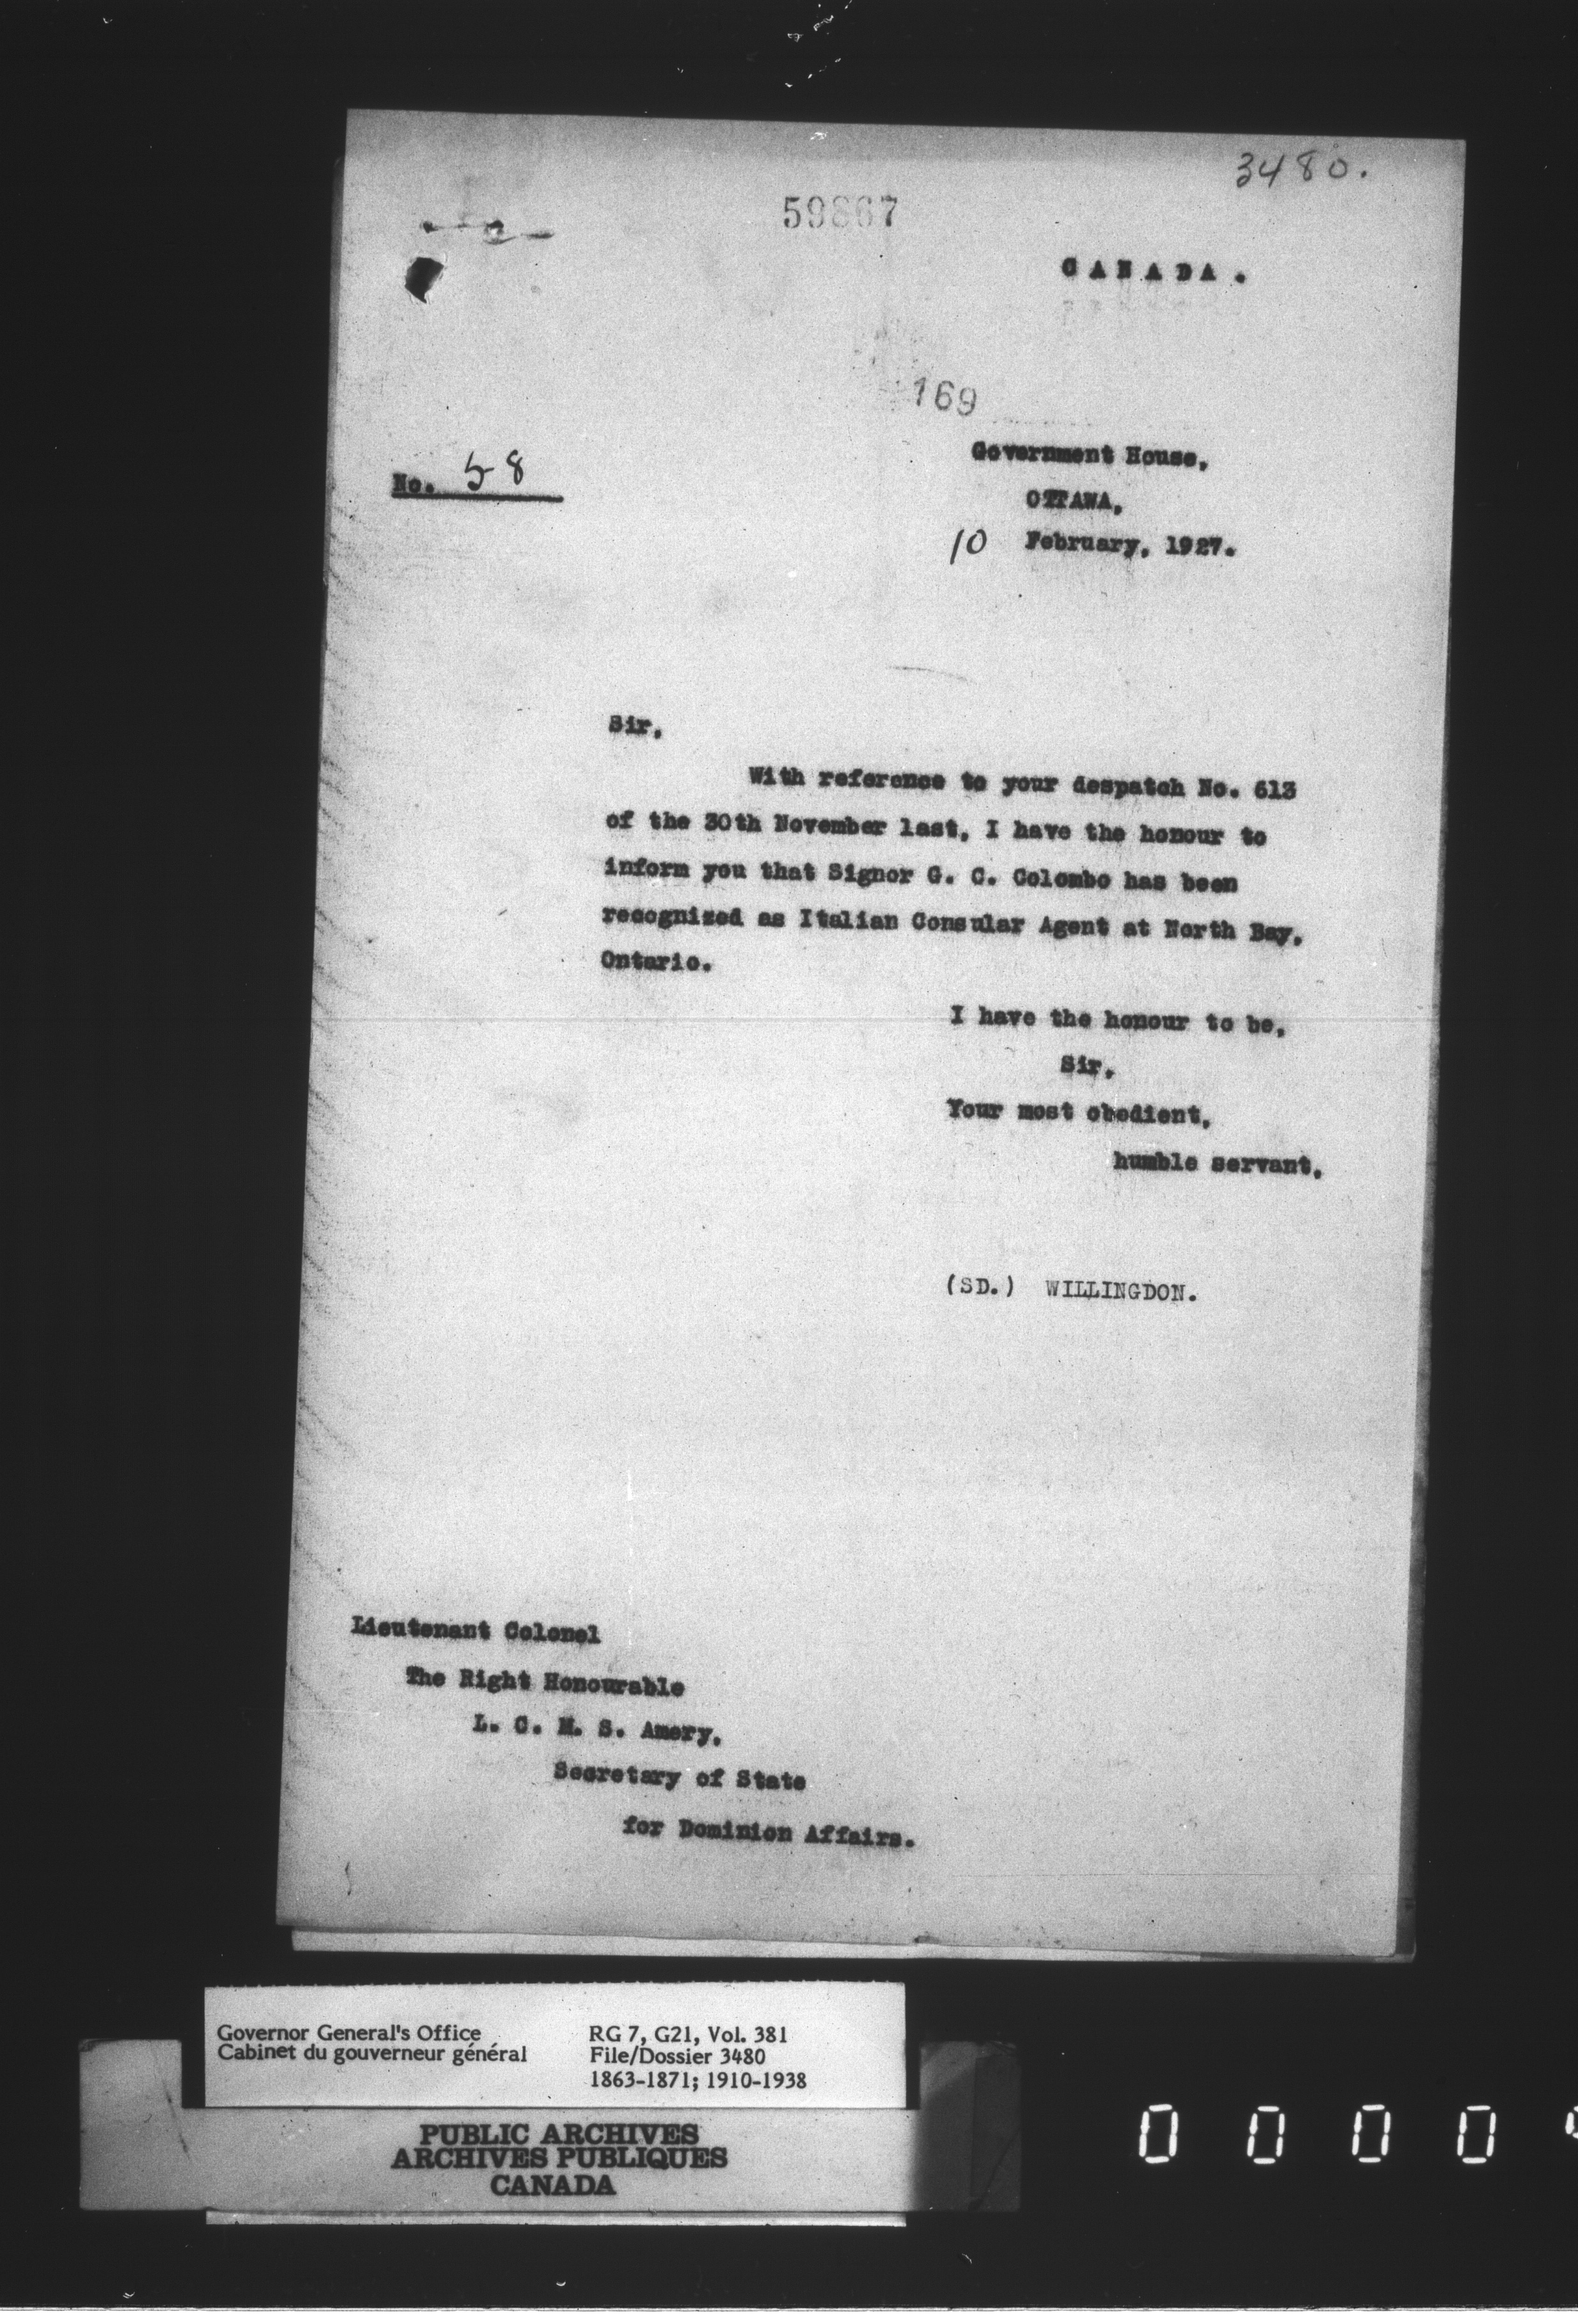 3480.
59867
CANADA.
169
No. 58
Government House,
OTTAWA,
10 February, 1927.
Sir,
With reference to your despatch No. 613
of the 30th November last, I have the honour to
inform you that Signor G. C. Colombo has been
recognized as Italian Consular Agent at North Bay,
Ontario.
I have the honour to be,
Sir,
Your most obedient,
humble servant,
(SD.) WILLINGDON.
Lieutenant Colonel
The Right Honourable
L. C. M. S. Amery,
Secretary of State
for Dominion Affairs.
Governor General's Office
Cabinet du gouverneur général
RG 7, G21, Vol. 381
File/Dossier 3480
1863-1871; 1910-1938
PUBLIC ARCHIVES
ARCHIVES PUBLIQUES
CANADA
0000